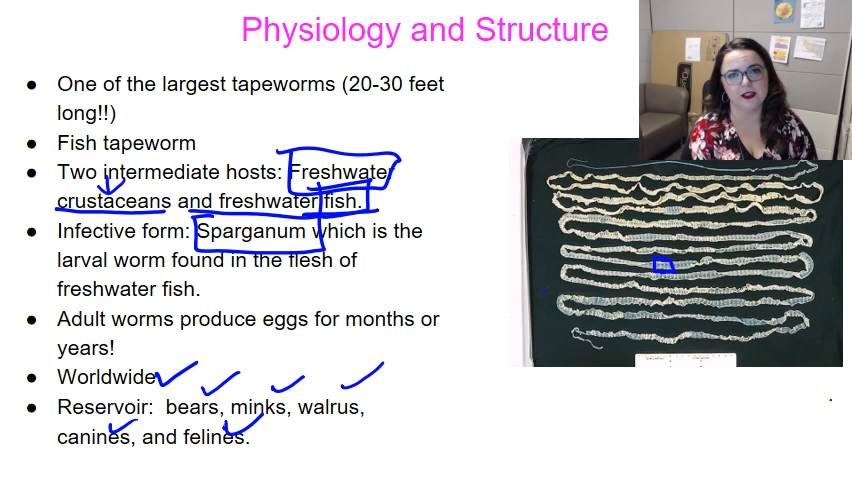 Physiology and Structure
● One of the largest tapeworms (20-30 feet
long!!)
● Fish tapeworm
● Two intermediate hosts: Freshwater
crustaceans and freshwater fish.
● Infective form: Sparganum which is the
larval worm found in the flesh of
freshwater fish.
● Adult worms produce eggs for months or
years!
● Worldwide
● Reservoir: bears, minks, walrus,
canines, and felines.